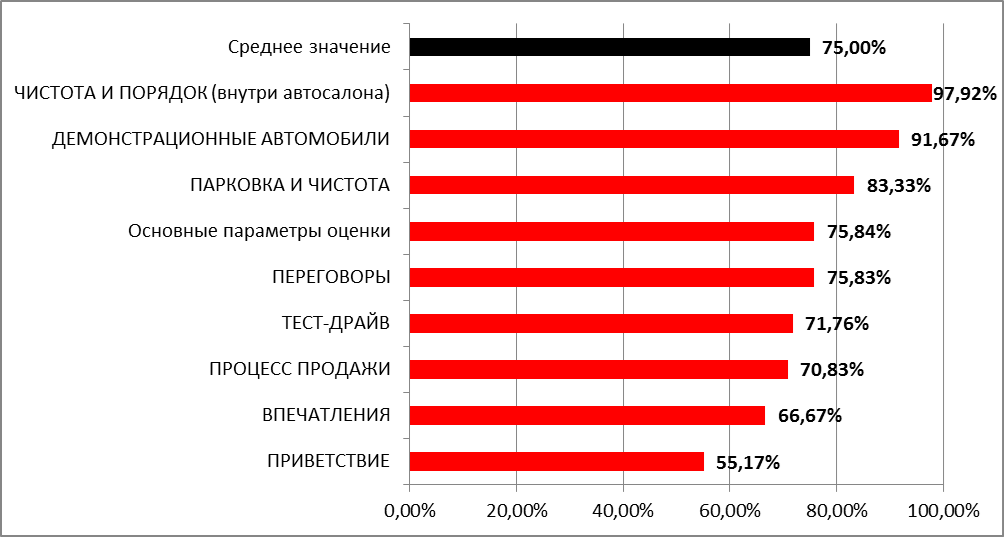 Среднее значение 75,00%
ЧИСТОТА И ПОРЯДОК (внутри автосалона) 97,92%
ДЕМОНСТРАЦИОННЫЕ АВТОМОБИЛИ 91,67%
ПАРКОВКА И ЧИСТОТА 83,33%
Основные параметры оценки 75,84%
ПЕРЕГОВОРЫ 75,83%
ТЕСТ-ДРАЙВ 71,76%
ПРОЦЕСС ПРОДАЖИ 70,83%
ВПЕЧАТЛЕНИЯ 66,67%
ПРИВЕТСТВИЕ 55,17%
0,00% 20,00% 40,00% 60,00% 80,00% 100,00%